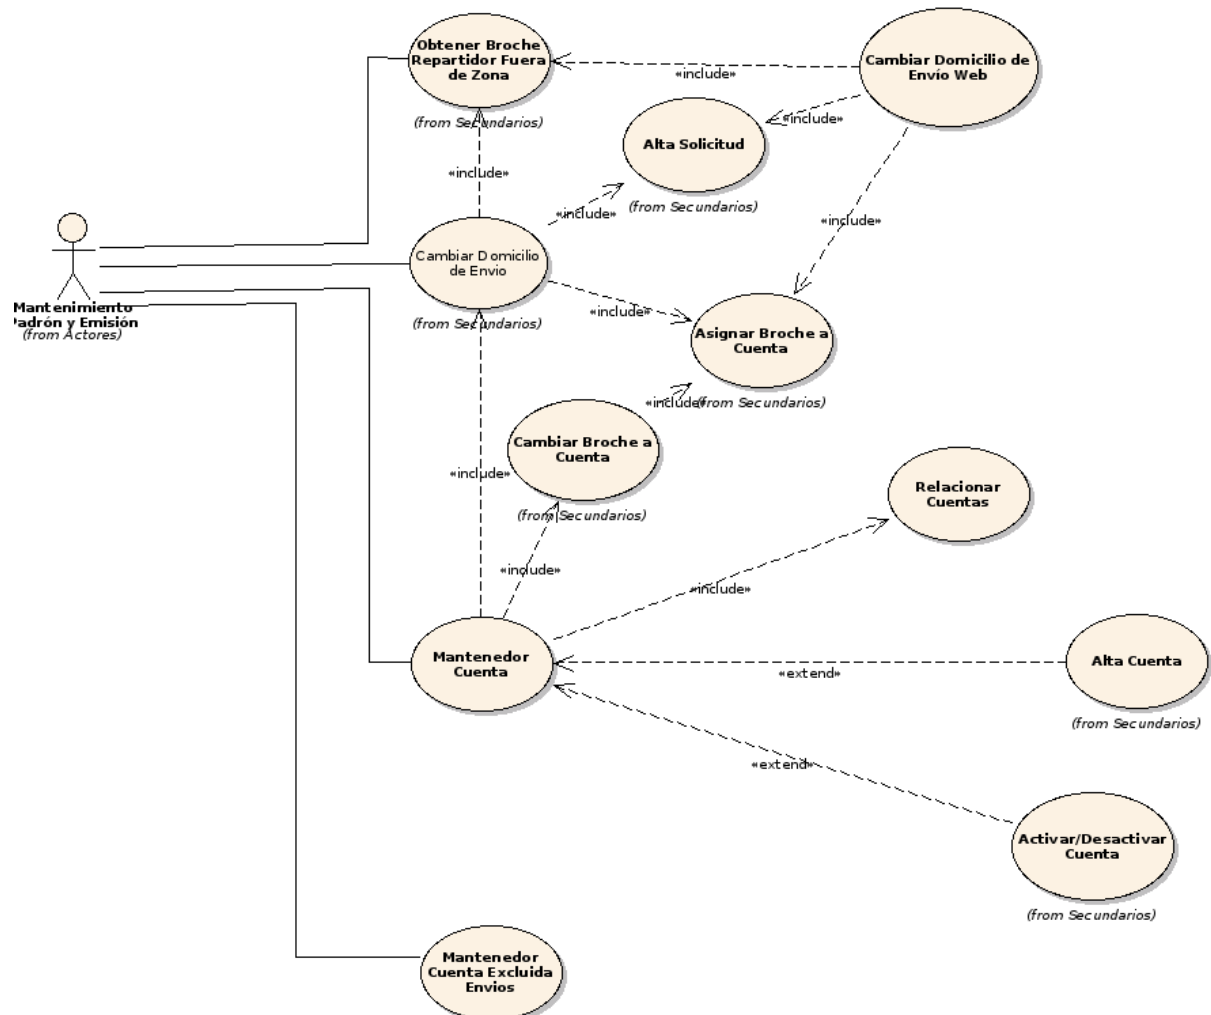 Obtener Broche
Repartidor Fuera
de Zona
(from Secundarios)
Cambiar Domicilio de
Envío Web
«include»
Alta Solicitud
(from Secundarios)
«include»
«include»
«include»
«include»
Cambiar Domicilio
de Envio
(from Secundarios)
Mantenimiento
Padrón y Emisión
(from Actores)
«include»
Asignar Broche a
Cuenta
(from Secundarios)
«include»
Cambiar Broche a
Cuenta
(from Secundarios)
«include»
«include»
Relacionar
Cuentas
«include»
Mantenedor
Cuenta
«extend»
Alta Cuenta
(from Secundarios)
«extend»
Activar/Desactivar
Cuenta
(from Secundarios)
Mantenedor
Cuenta Excluida
Envios